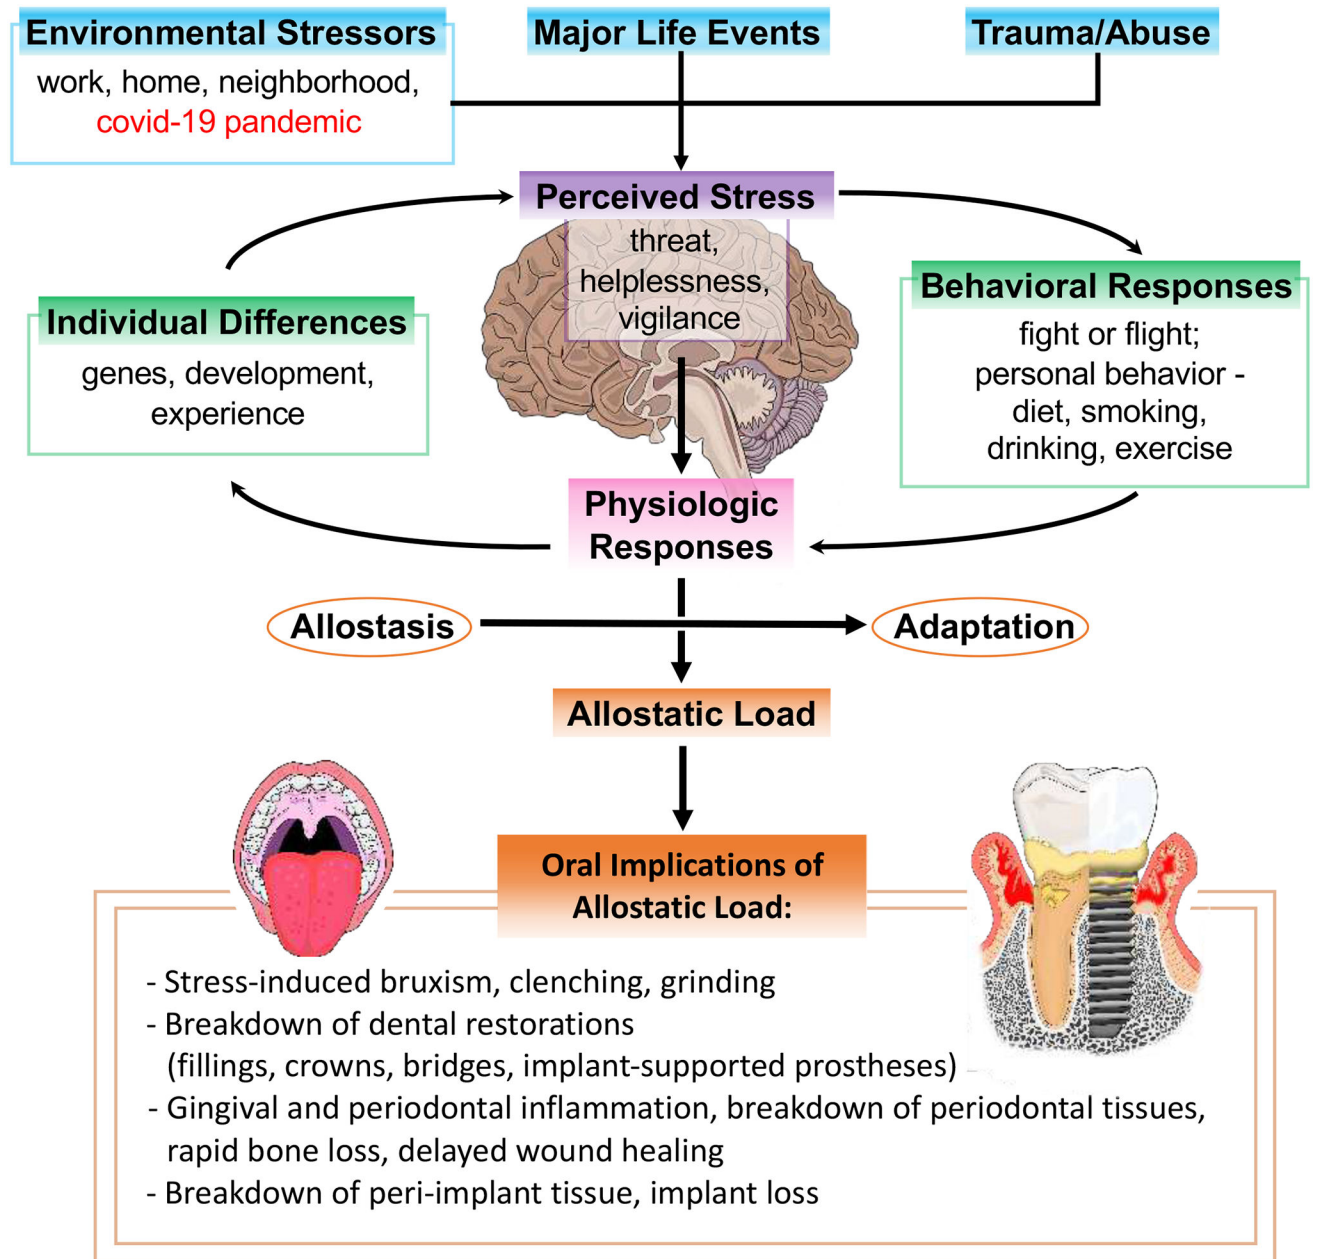 Environmental Stressors
work, home, neighborhood,
covid-19 pandemic
Major Life Events
Trauma/Abuse
Perceived Stress
threat,
helplessness,
vigilance
Individual Differences
genes, development,
experience
Behavioral Responses
fight or flight;
personal behavior -
diet, smoking,
drinking, exercise
Physiologic
Responses
Allostasis
Adaptation
Allostatic Load
Oral Implications of
Allostatic Load:
- Stress-induced bruxism, clenching, grinding
- Breakdown of dental restorations
(fillings, crowns, bridges, implant-supported prostheses)
- Gingival and periodontal inflammation, breakdown of periodontal tissues,
rapid bone loss, delayed wound healing
- Breakdown of peri-implant tissue, implant loss